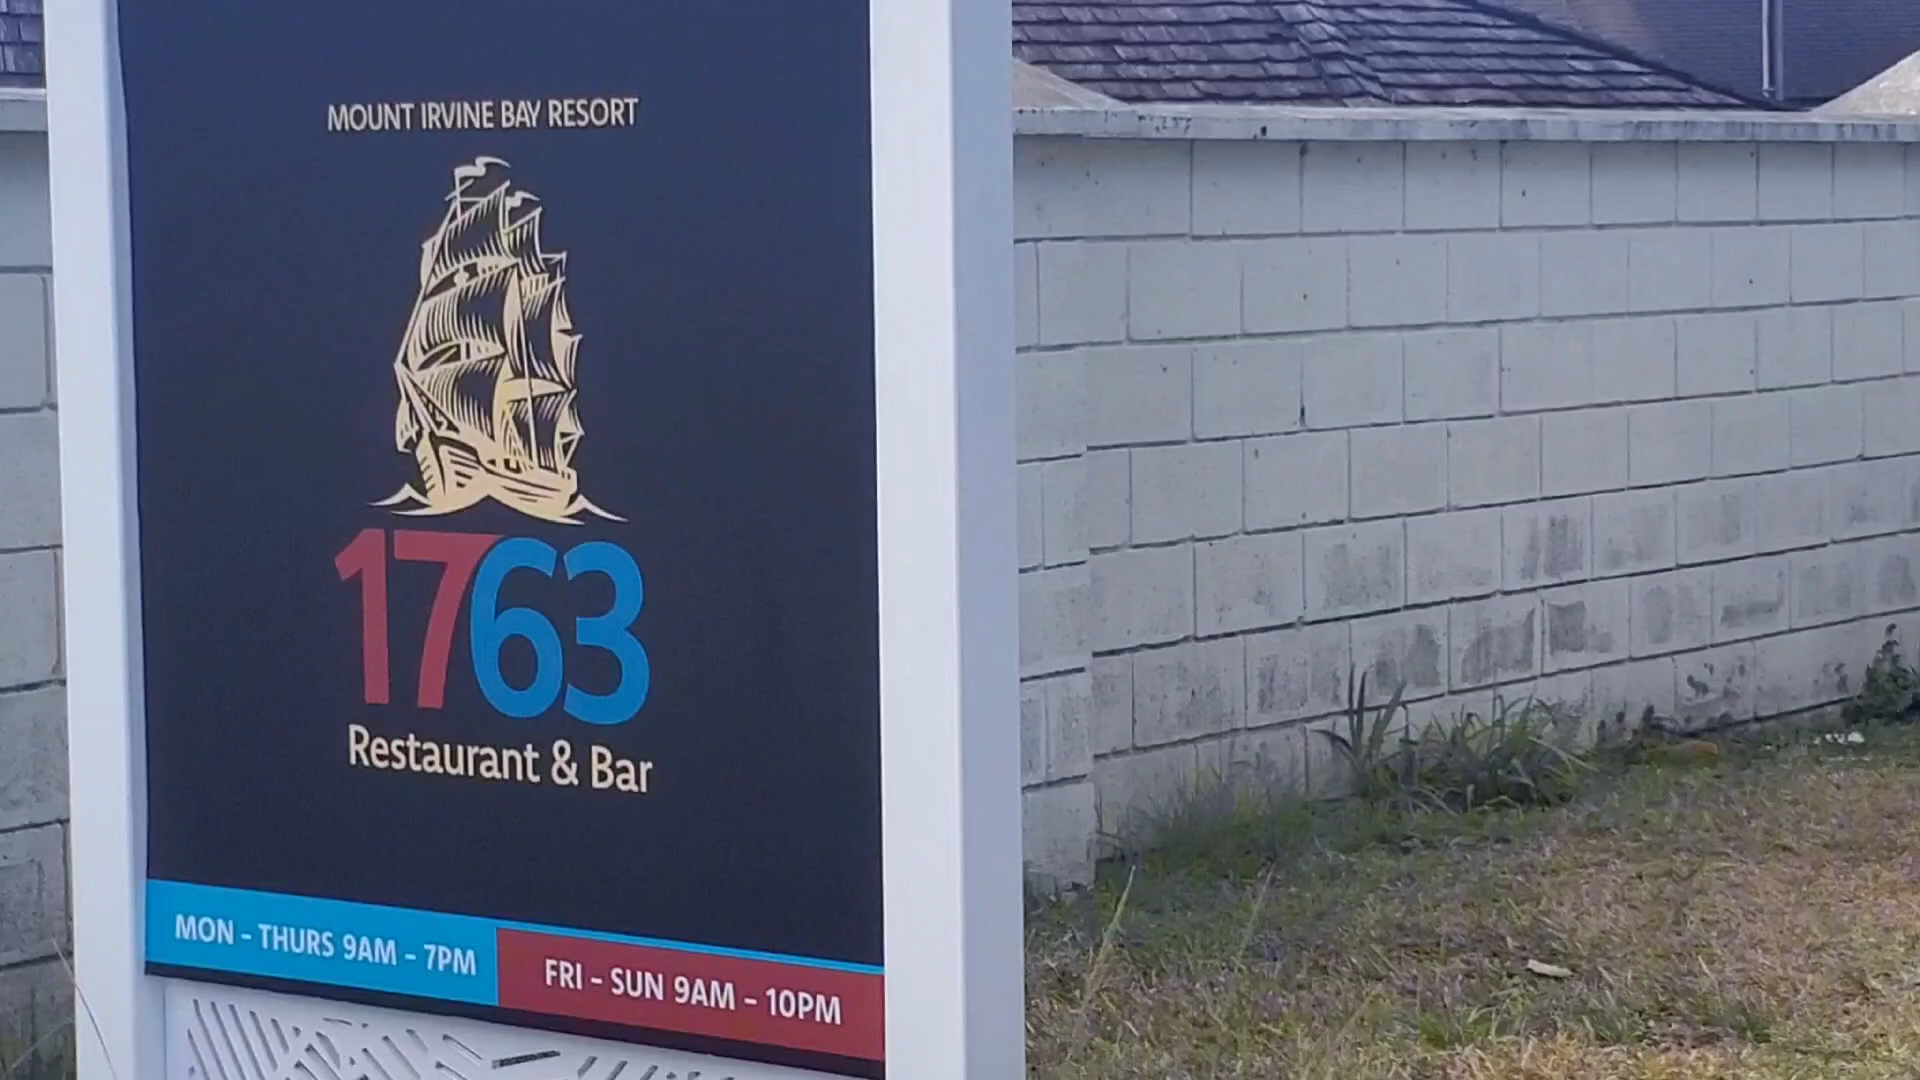 MOUNT IRVINE BAY RESORT
1763
Restaurant & Bar
MON - THURS 9AM - 7PM
FRI - SUN 9AM - 10PM